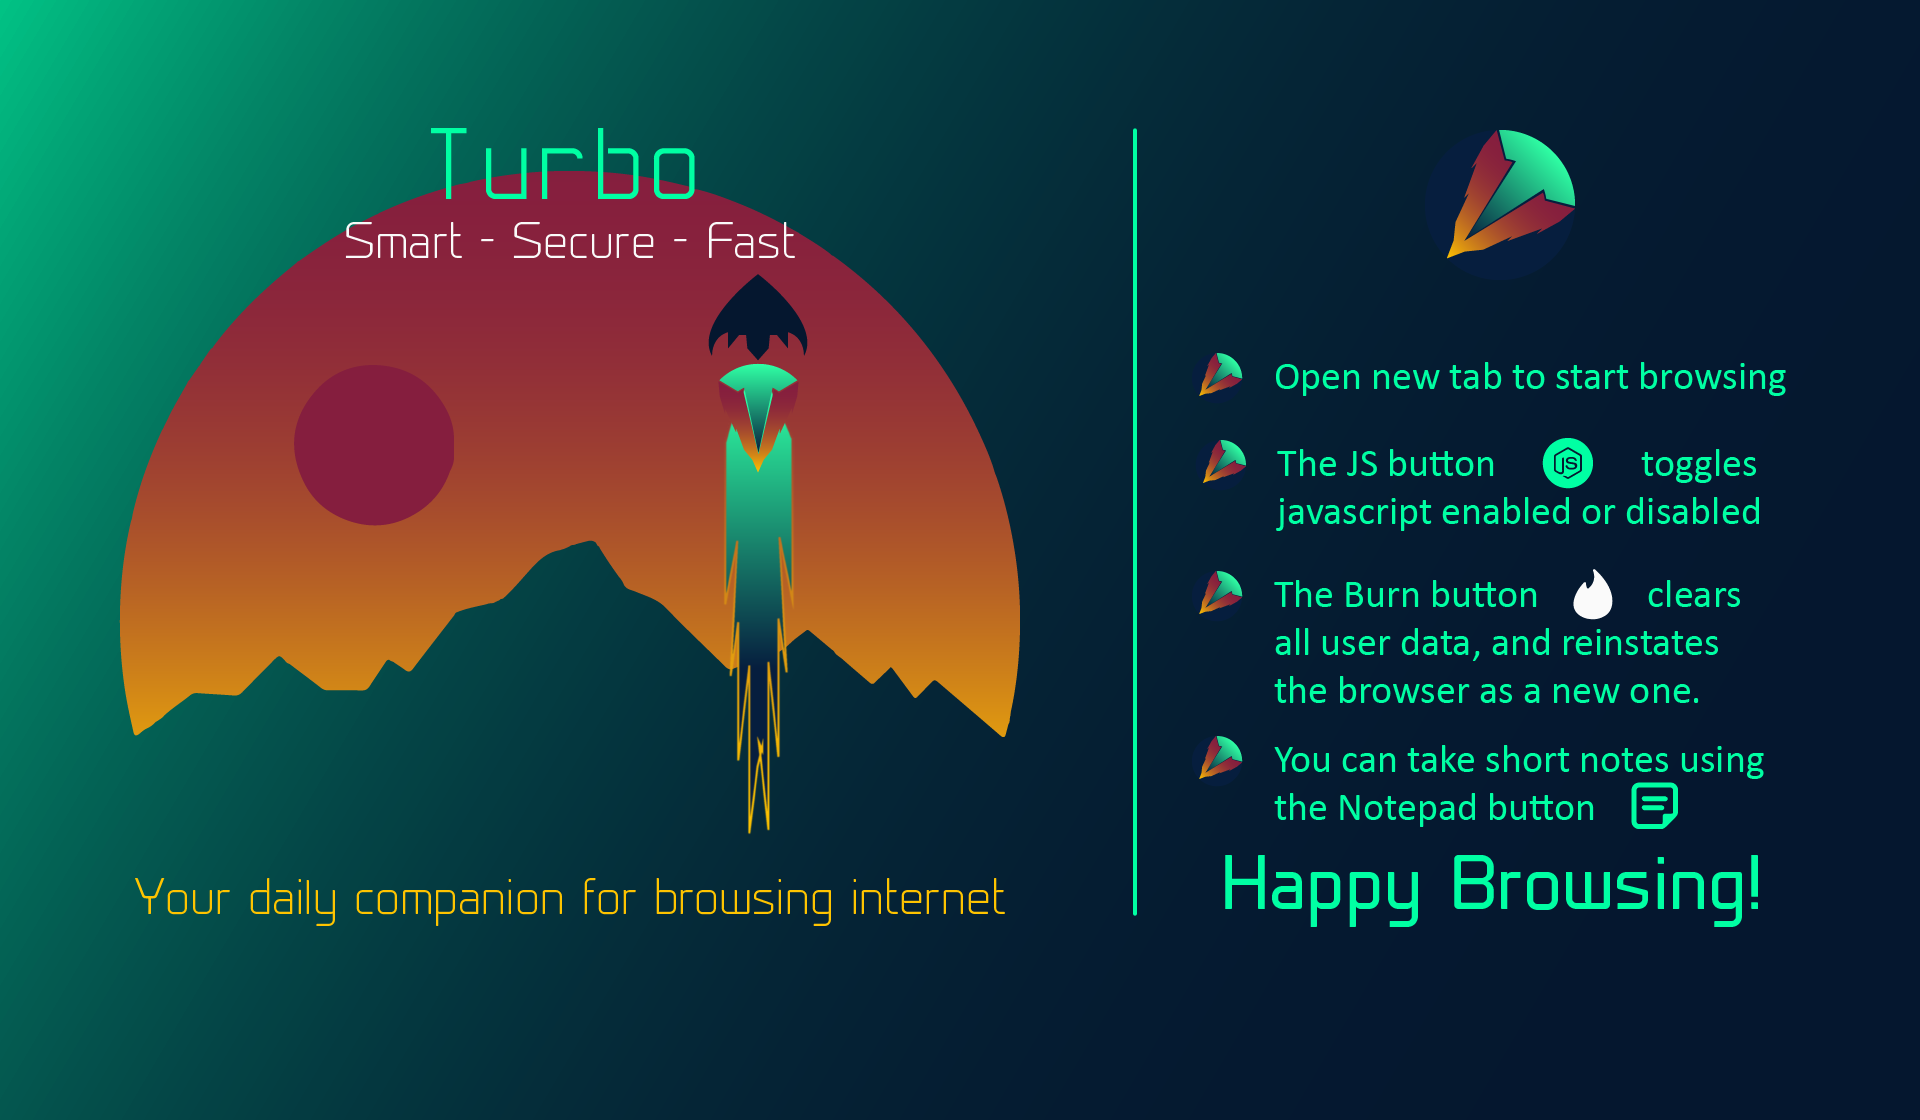 Turbo
Smart - Secure - Fast
Your daily companion for browsing internet
Open new tab to start browsing
The JS button JS toggles
javascript enabled or disabled
The Burn button clears
all user data, and reinstates
the browser as a new one.
You can take short notes using
the Notepad button
Happy Browsing!